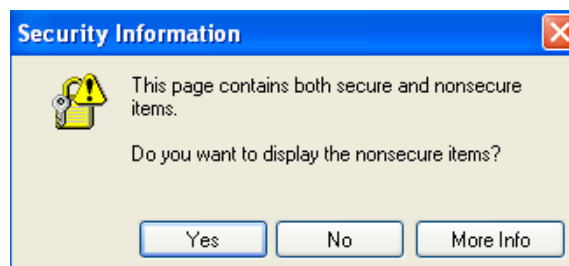 Security Information
This page contains both secure and nonsecure
items.
Do you want to display the nonsecure items?
Yes No More Info